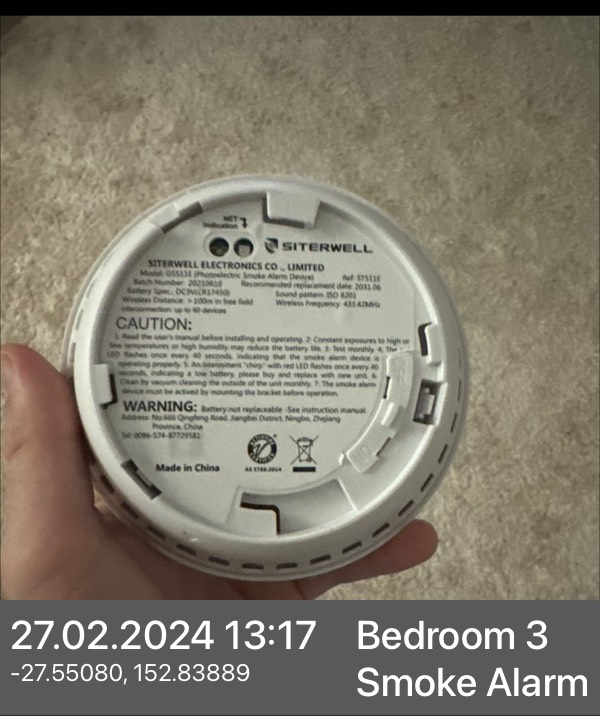 NET
Indication
SITERWELL
SITERWELL ELECTRONICS CO ., LIMITED
Model: GS511E (Photoelectric Smoke Alarm Device) Ref: ST511E
Batch Number: 20210610 Recommended replacement date: 2031.06
Battery Spec.: DC3V(CR17450) Sound pattern: ISO 8201
Wireless Distance: > 100m in free field Wireless Frequency: 433.42MHz
Interconnection: up to 40 devices
CAUTION:
1. Read the user's manual before installing and operating. 2. Constant exposures to high or
low temperatures or high humidity may reduce the battery life. 3. Test monthly. 4. The
LED flashes once every 40 seconds, indicating that the smoke alarm device is
operating properly. 5. An intermittent "chirp" with red LED flashes once every 40
seconds, indicating a low battery, please buy and replace with new unit. 6.
Clean by vacuum cleaning the outside of the unit monthly. 7. The smoke alarm
device must be actived by mounting the bracket before operation.
WARNING: Battery not replaceable -See instruction manual
Address: No.666 Qingfeng Road, Jiangbei District, Ningbo, Zhejiang
Province, China
Tel: 0086-574-87729581
AS 3786:2014
Made in China
27.02.2024 13:17
-27.55080, 152.83889
Bedroom 3
Smoke Alarm